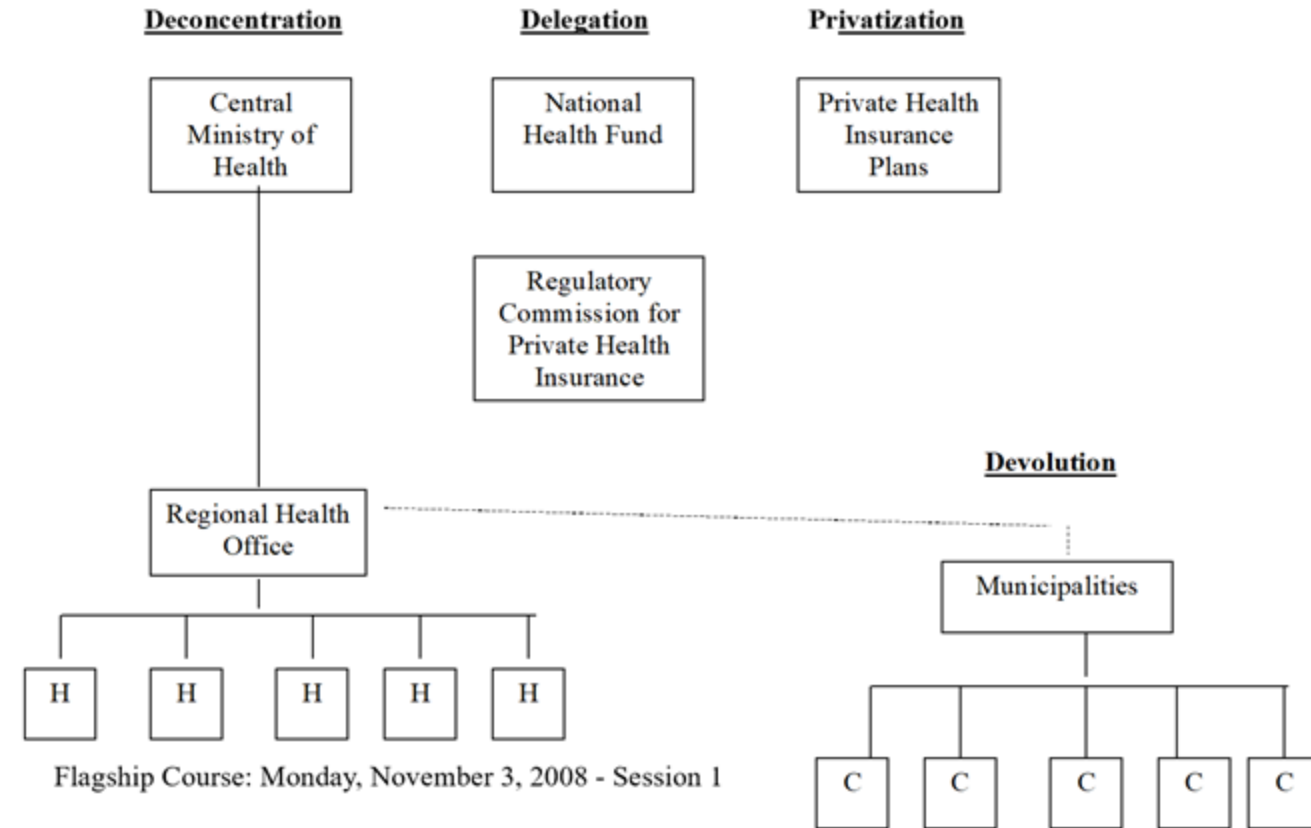 Deconcentration
Delegation
Privatization
Central
Ministry of
Health
National
Health Fund
Private Health
Insurance
Plans
Regulatory
Commission for
Private Health
Insurance
Devolution
Regional Health
Office
Municipalities
H
H
H
H
H
Flagship Course: Monday, November 3, 2008 - Session 1
C
C
C
C
C